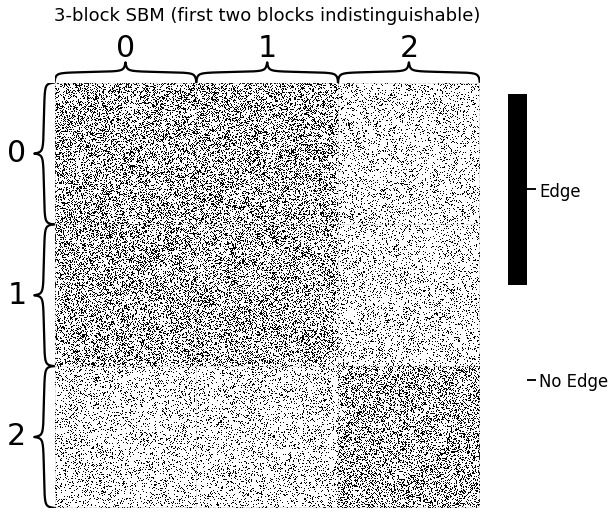 3-block SBM (first two blocks indistinguishable)
0 1 2
0
Edge
1
No Edge
2